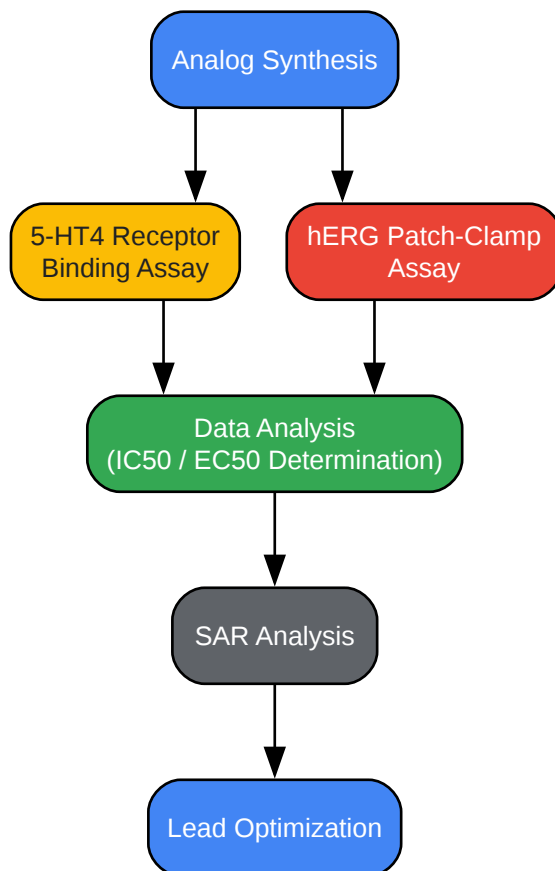 Analog Synthesis
5-HT4 Receptor
Binding Assay
hERG Patch-Clamp
Assay
Data Analysis
(IC50 / EC50 Determination)
SAR Analysis
Lead Optimization